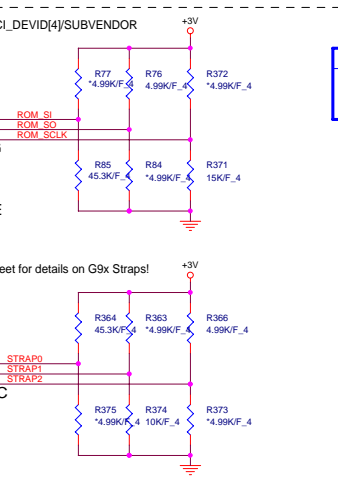 CI_DEVID[4]/SUBVENDOR
+3V
R77
*4.99K/F_4
R76
4.99K/F_4
R372
*4.99K/F_4
ROM_SI
ROM_SO
ROM_SCLK
R85
45.3K/F_4
R84
*4.99K/F_4
R371
15K/F_4
eet for details on G9x Straps!
+3V
R364
45.3K/F_4
R363
*4.99K/F_4
R366
4.99K/F_4
STRAP0
STRAP1
STRAP2
C
R375
*4.99K/F_4
R374
10K/F_4
R373
*4.99K/F_4